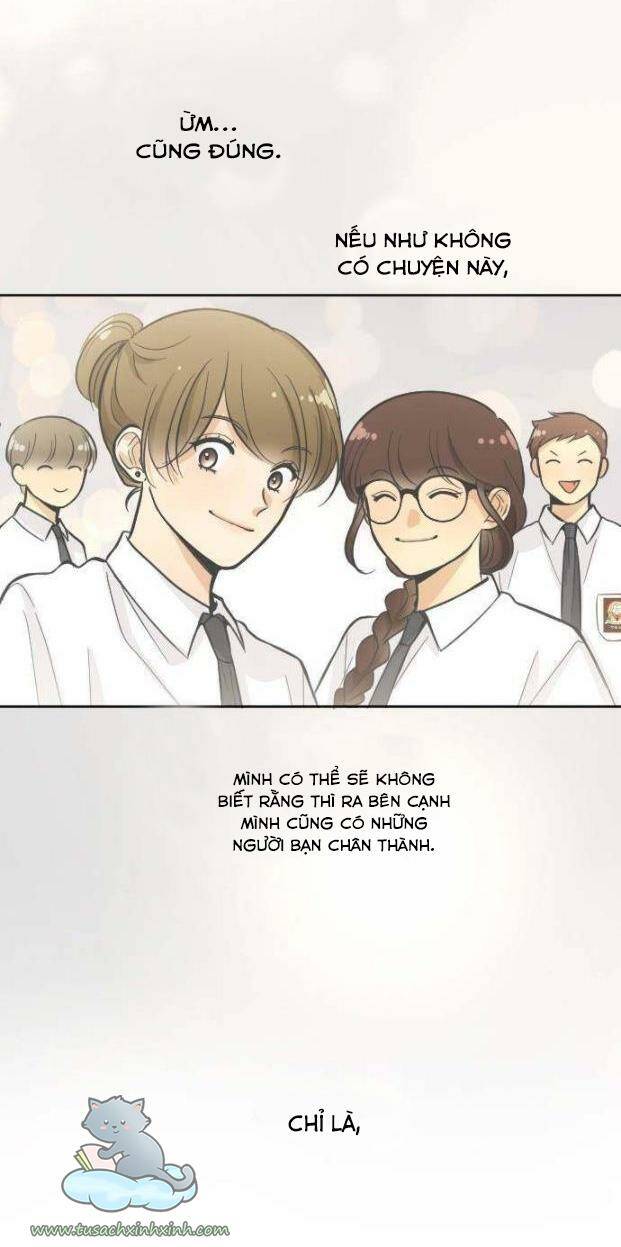 ỪM...
CŨNG ĐÚNG.
NẾU NHƯ KHÔNG
CÓ CHUYỆN NÀY,
MÌNH CÓ THỂ SẼ KHÔNG
BIẾT RẰNG THÌ RA BÊN CẠNH
MÌNH CŨNG CÓ NHỮNG
NGƯỜI BẠN CHÂN THÀNH.
CHỈ LÀ,
www.tusachxinhxinh.com